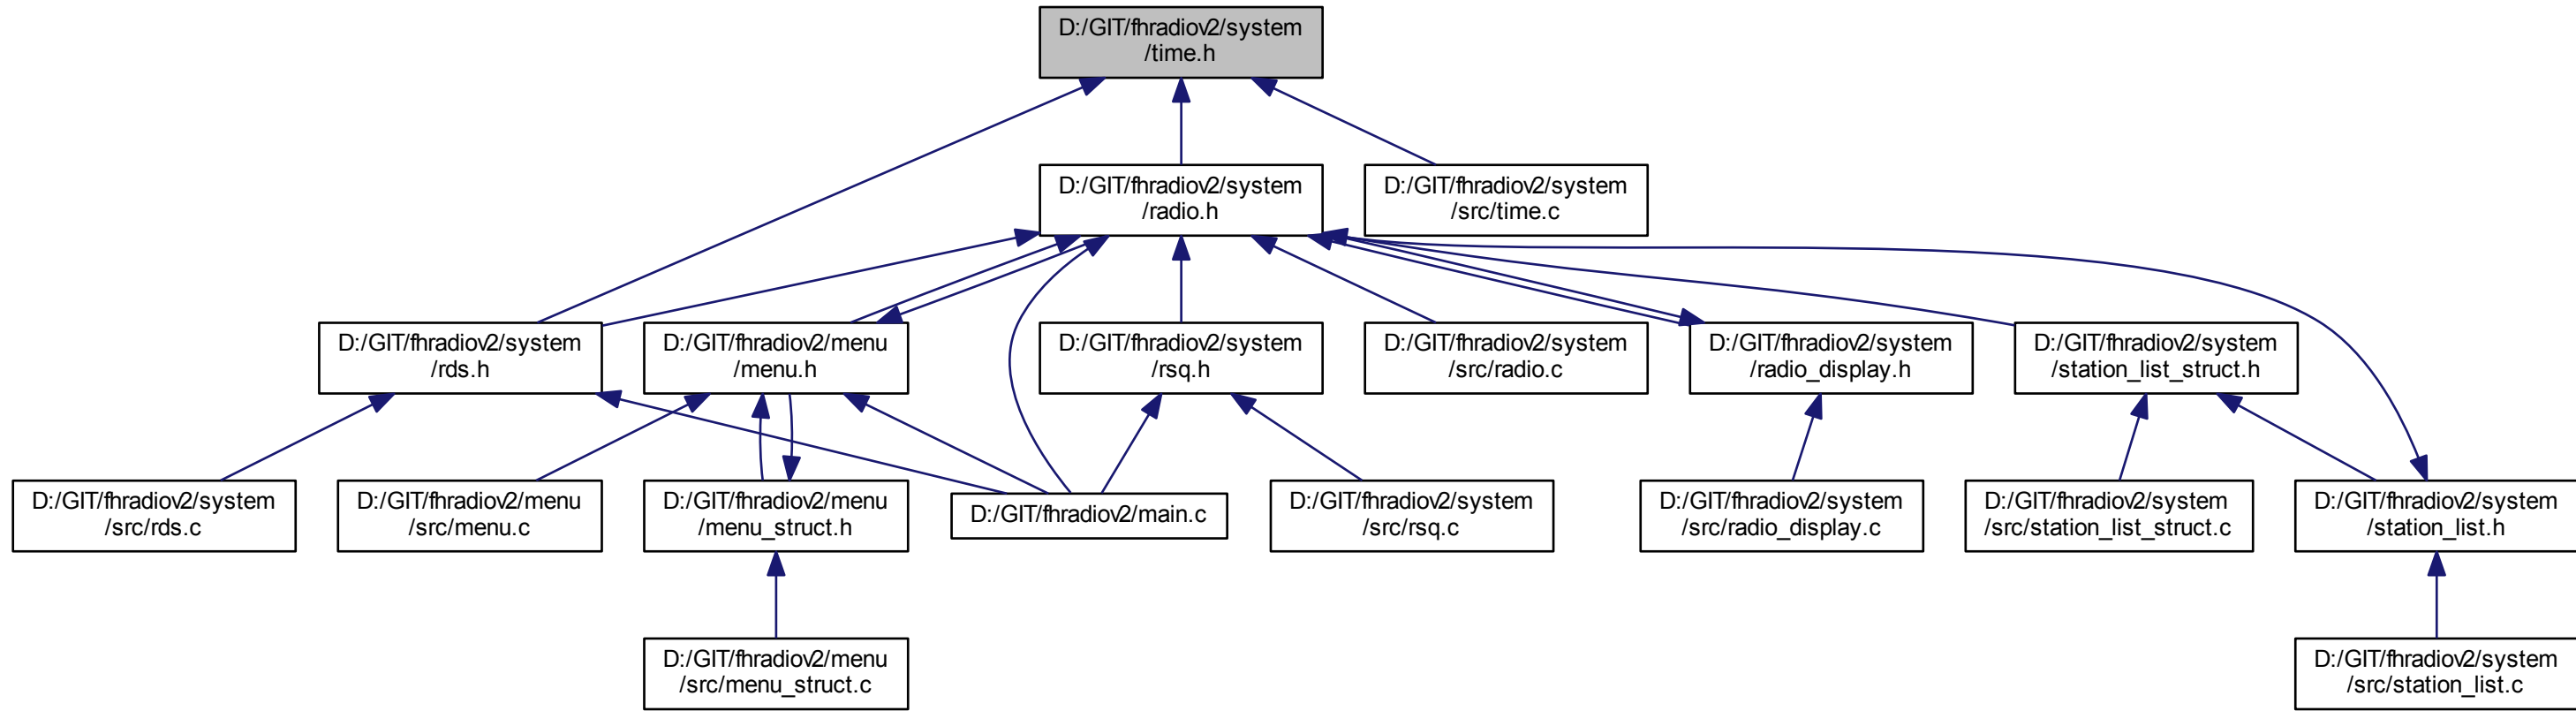 D:/GIT/fhradiov2/system
/time.h
D:/GIT/fhradiov2/system
/radio.h
D:/GIT/fhradiov2/system
/src/time.c
D:/GIT/fhradiov2/system
/rds.h
D:/GIT/fhradiov2/menu
/menu.h
D:/GIT/fhradiov2/system
/rsq.h
D:/GIT/fhradiov2/system
/src/radio.c
D:/GIT/fhradiov2/system
/radio_display.h
D:/GIT/fhradiov2/system
/station_list_struct.h
D:/GIT/fhradiov2/system
/src/rds.c
D:/GIT/fhradiov2/menu
/src/menu.c
D:/GIT/fhradiov2/menu
/menu_struct.h
D:/GIT/fhradiov2/main.c
D:/GIT/fhradiov2/system
/src/rsq.c
D:/GIT/fhradiov2/system
/src/radio_display.c
D:/GIT/fhradiov2/system
/src/station_list_struct.c
D:/GIT/fhradiov2/system
/station_list.h
D:/GIT/fhradiov2/menu
/src/menu_struct.c
D:/GIT/fhradiov2/system
/src/station_list.c